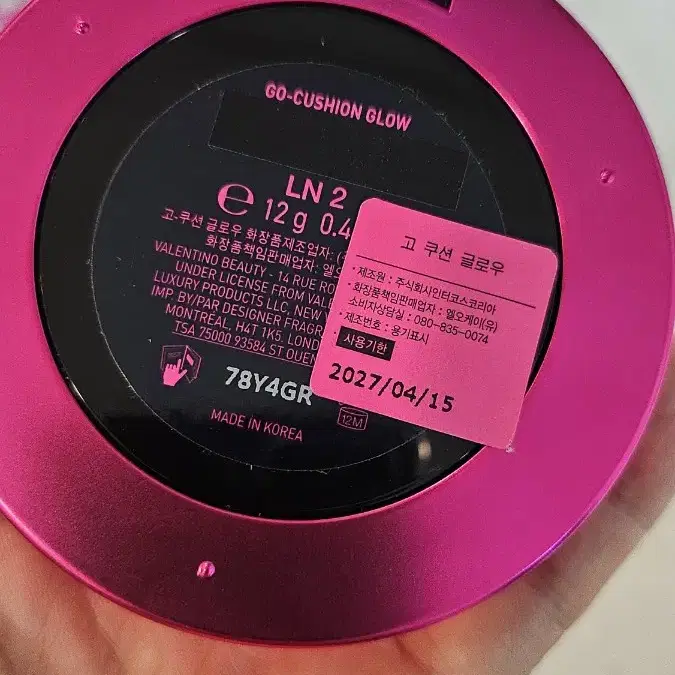 GO-CUSHION GLOW
LN 2
e 12 g 0.4
고-쿠션 글로우 화장품제조업자:
화장품책임판매업자: 엘오
VALENTINO BEAUTY - 14 RUE RO
UNDER LICENSE FROM VALE
LUXURY PRODUCTS LLC, NEW
IMP. BY/PAR DESIGNER FRAGR
MONTRÉAL, H4T 1K5. LOND
TSA 75000 93584 ST OUEN
78Y4GR
12M
MADE IN KOREA
고 쿠션 글로우
· 제조원 : 주식회사인터코스코리아
· 화장품책임판매업자 : 엘오케이(유)
소비자상담실 : 080-835-0074
· 제조번호 : 용기표시
· 사용기한
2027/04/15